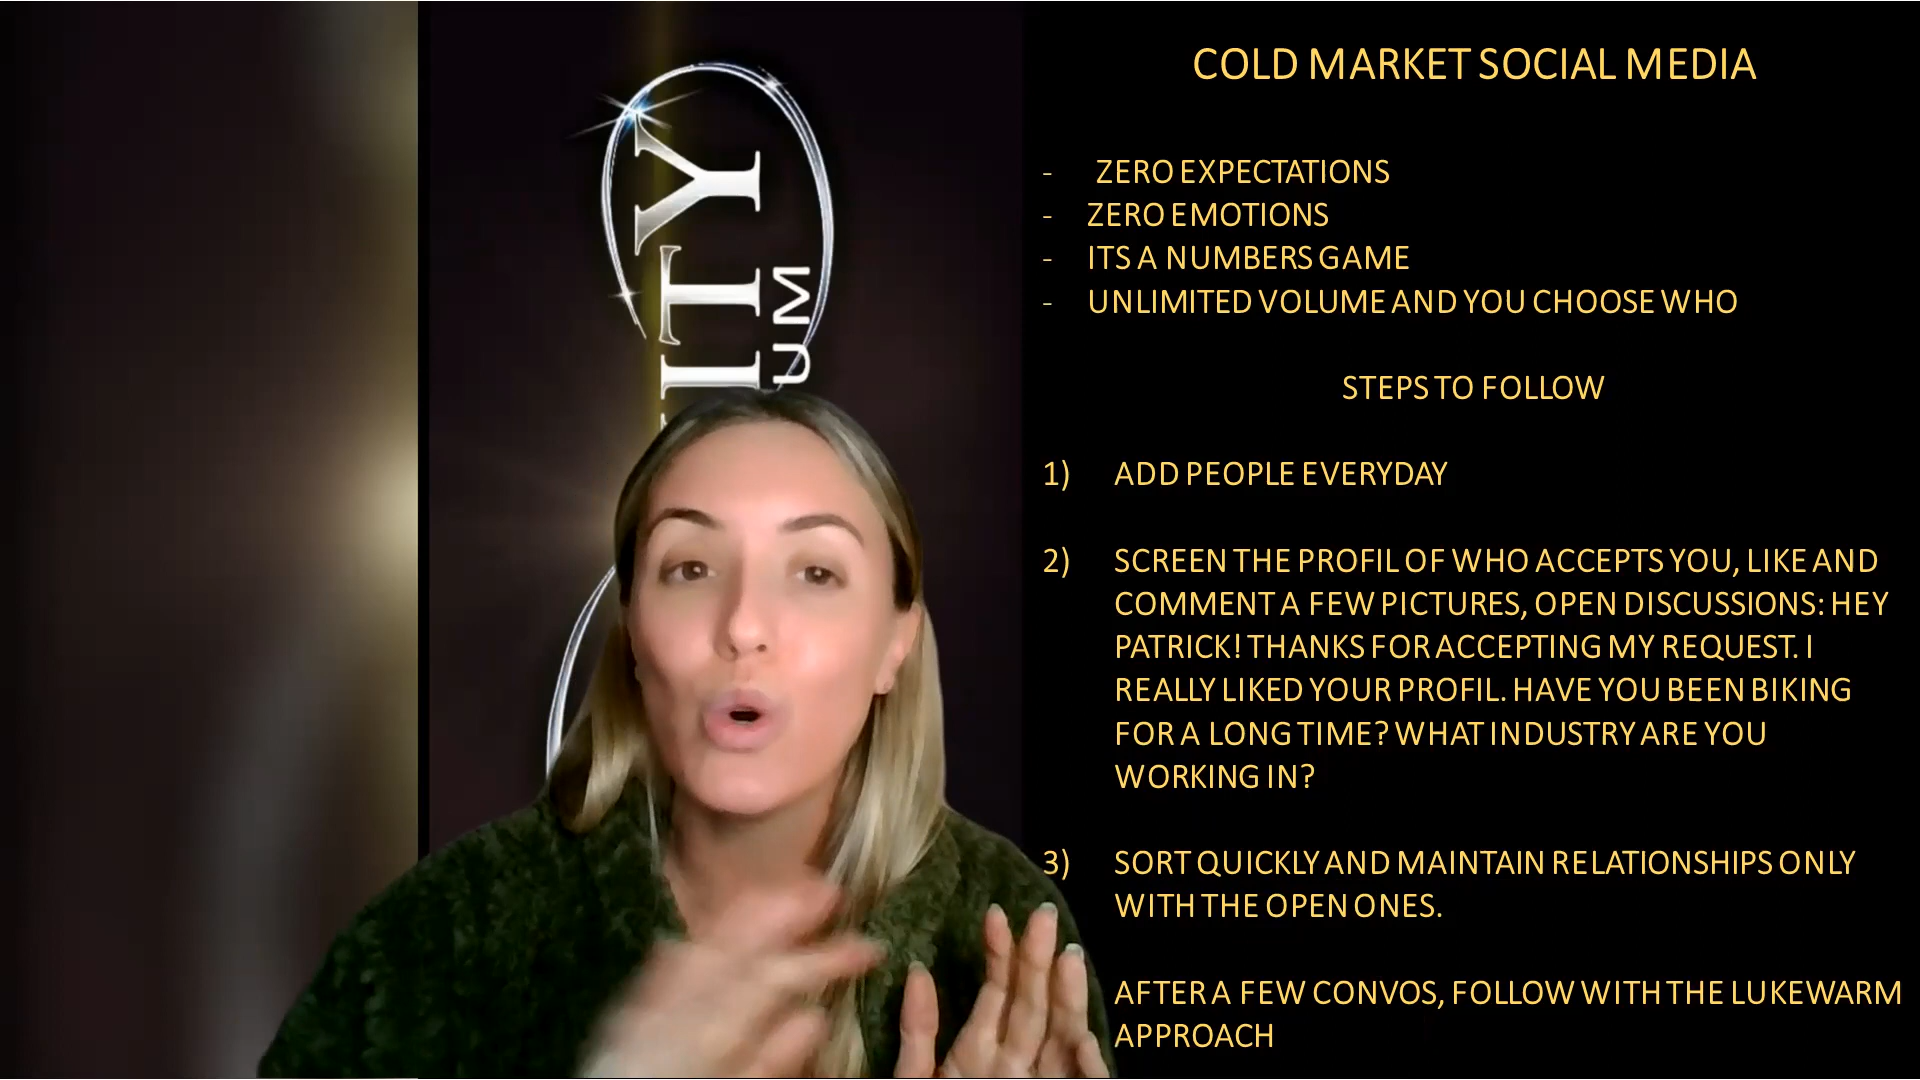 ITY
UM
COLD MARKET SOCIAL MEDIA
- ZERO EXPECTATIONS
- ZERO EMOTIONS
- ITS A NUMBERS GAME
- UNLIMITED VOLUME AND YOU CHOOSE WHO
STEPS TO FOLLOW
1) ADD PEOPLE EVERYDAY
2) SCREEN THE PROFIL OF WHO ACCEPTS YOU, LIKE AND
COMMENT A FEW PICTURES, OPEN DISCUSSIONS: HEY
PATRICK! THANKS FOR ACCEPTING MY REQUEST. I
REALLY LIKED YOUR PROFIL. HAVE YOU BEEN BIKING
FOR A LONG TIME? WHAT INDUSTRY ARE YOU
WORKING IN?
3) SORT QUICKLY AND MAINTAIN RELATIONSHIPS ONLY
WITH THE OPEN ONES.
AFTER A FEW CONVOS, FOLLOW WITH THE LUKEWARM
APPROACH